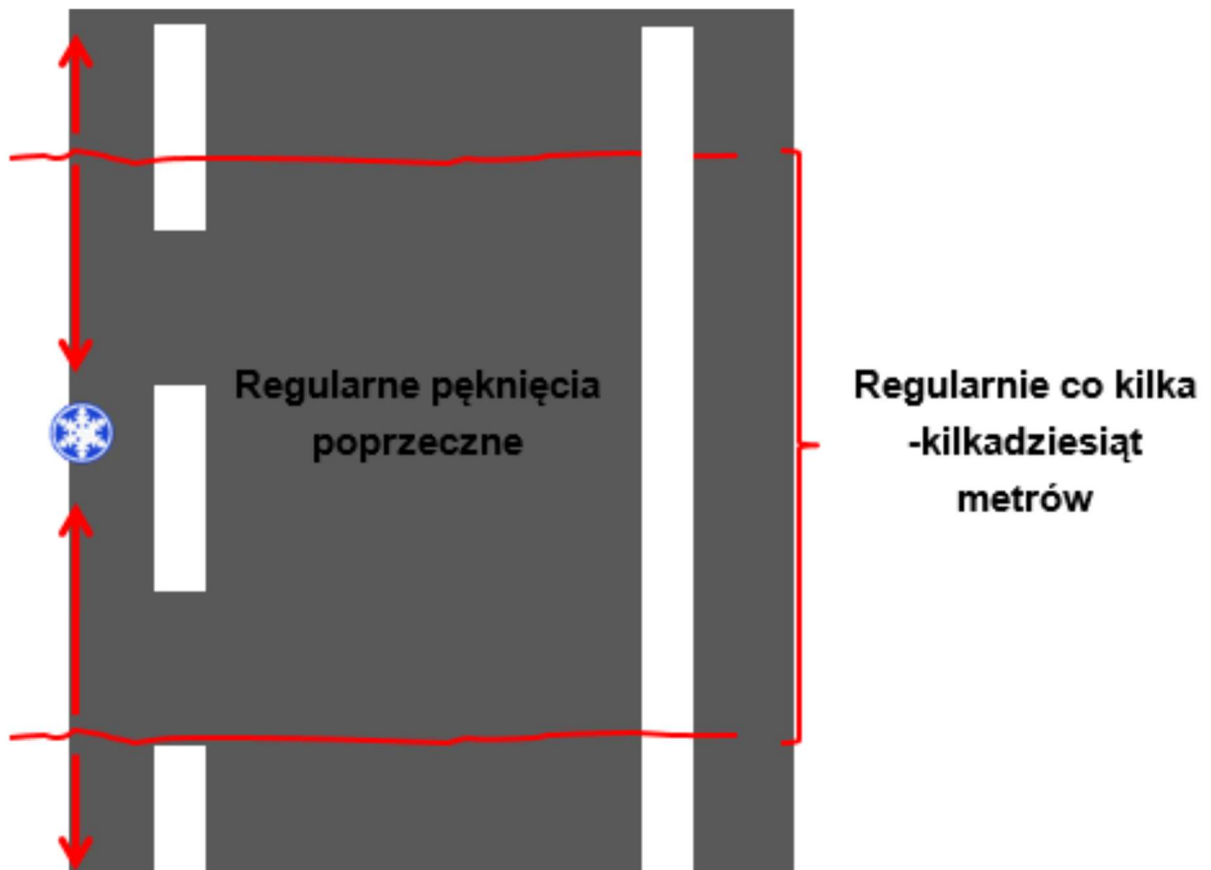 Regularne pęknięcia
poprzeczne
Regularnie co kilka
-kilkadziesiąt
metrów